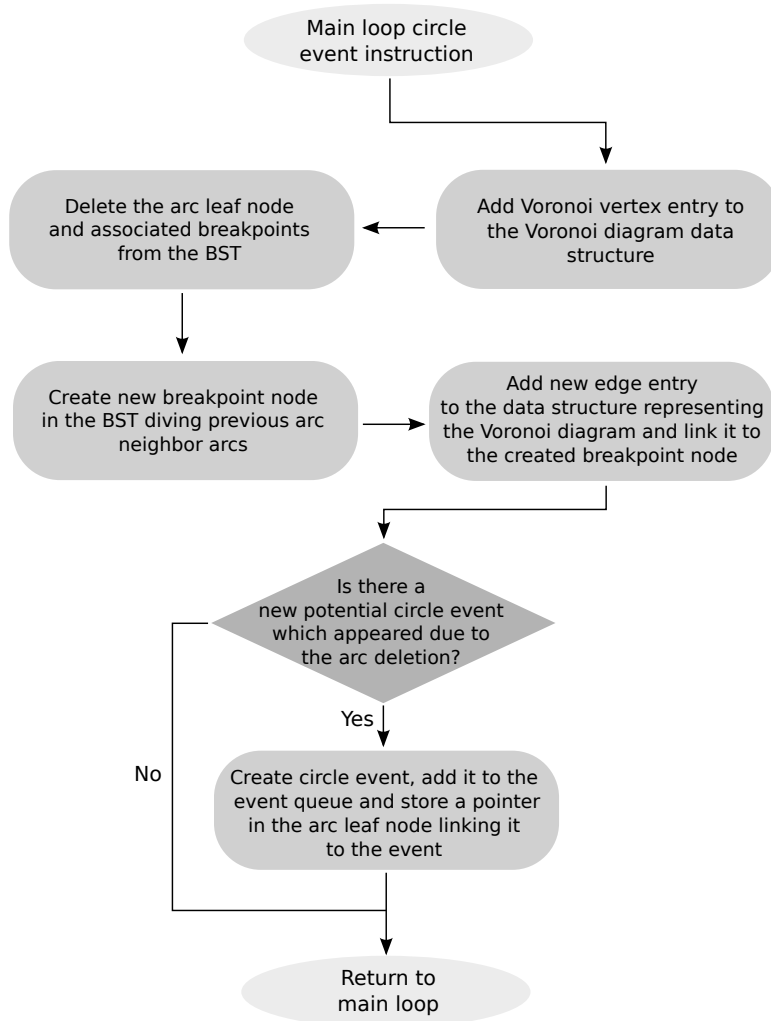 Main loop circle
event instruction
Add Voronoi vertex entry to
the Voronoi diagram data
structure
Delete the arc leaf node
and associated breakpoints
from the BST
Create new breakpoint node
in the BST diving previous arc
neighbor arcs
Add new edge entry
to the data structure representing
the Voronoi diagram and link it to
the created breakpoint node
Is there a
new potential circle event
which appeared due to
the arc deletion?
Yes
No
Create circle event, add it to the
event queue and store a pointer
in the arc leaf node linking it
to the event
Return to
main loop